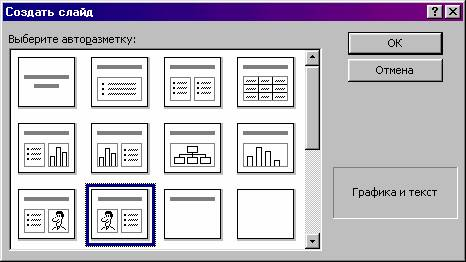 Создать слайд
Выберите авторазметку:
OK
Отмена
Графика и текст